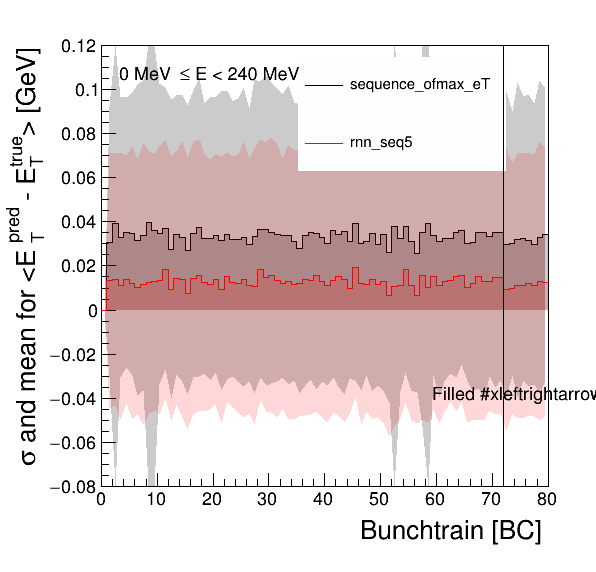 0.12
0.1
0.08
0.06
0.04
0.02
0
−0.02
−0.04
−0.06
−0.08
σ and mean for <E_T^pred - E_T^true> [GeV]
0 MeV ≤ E < 240 MeV
sequence_ofmax_eT
rnn_seq5
Filled #xleftrightarrow
0 10 20 30 40 50 60 70 80
Bunchtrain [BC]